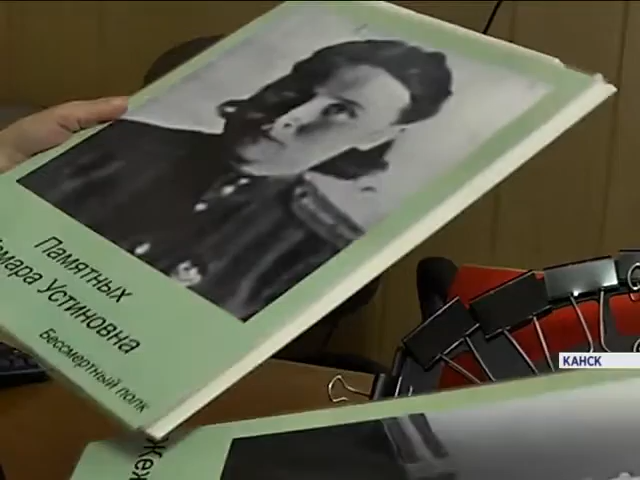 Памятных
Тамара Устиновна
Бессмертный полк
КАНСК